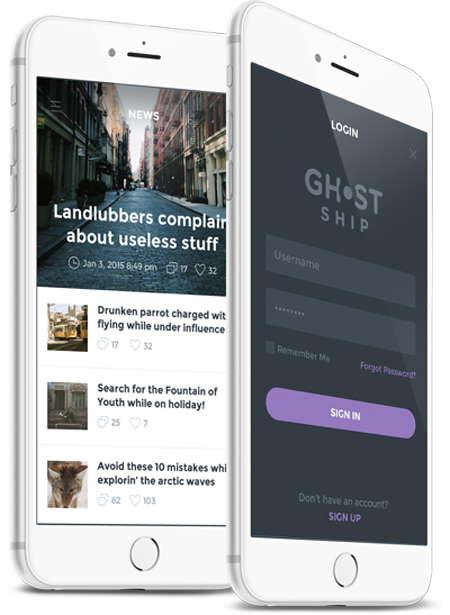 NEWS
Landlubbers complain
about useless stuff
Jan 3, 2015 8:49 pm 17 32
Drunken parrot charged wit
flying while under influence
17 32
Search for the Fountain of
Youth while on holiday!
25 7
Avoid these 10 mistakes whi
explorin' the arctic waves
82 103
LOGIN
GHOST
SHIP
Username
••••••••
Remember Me
Forgot Password?
SIGN IN
Don't have an account?
SIGN UP